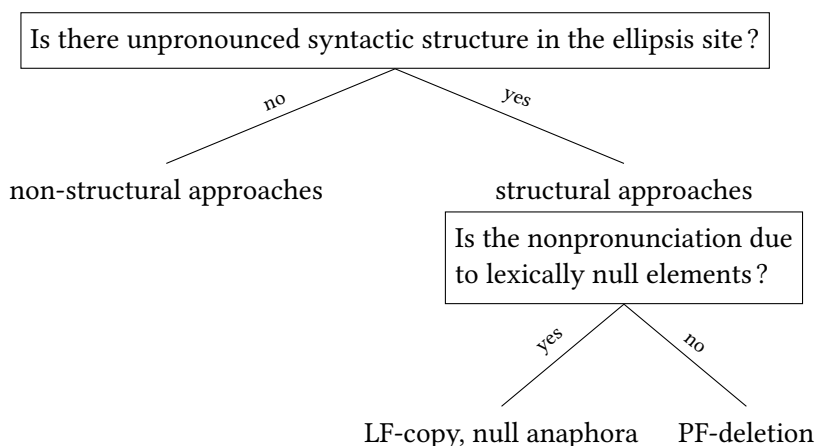 Is there unpronounced syntactic structure in the ellipsis site ?
no
yes
non-structural approaches
structural approaches
Is the nonpronunciation due
to lexically null elements ?
yes
no
LF-copy, null anaphora
PF-deletion